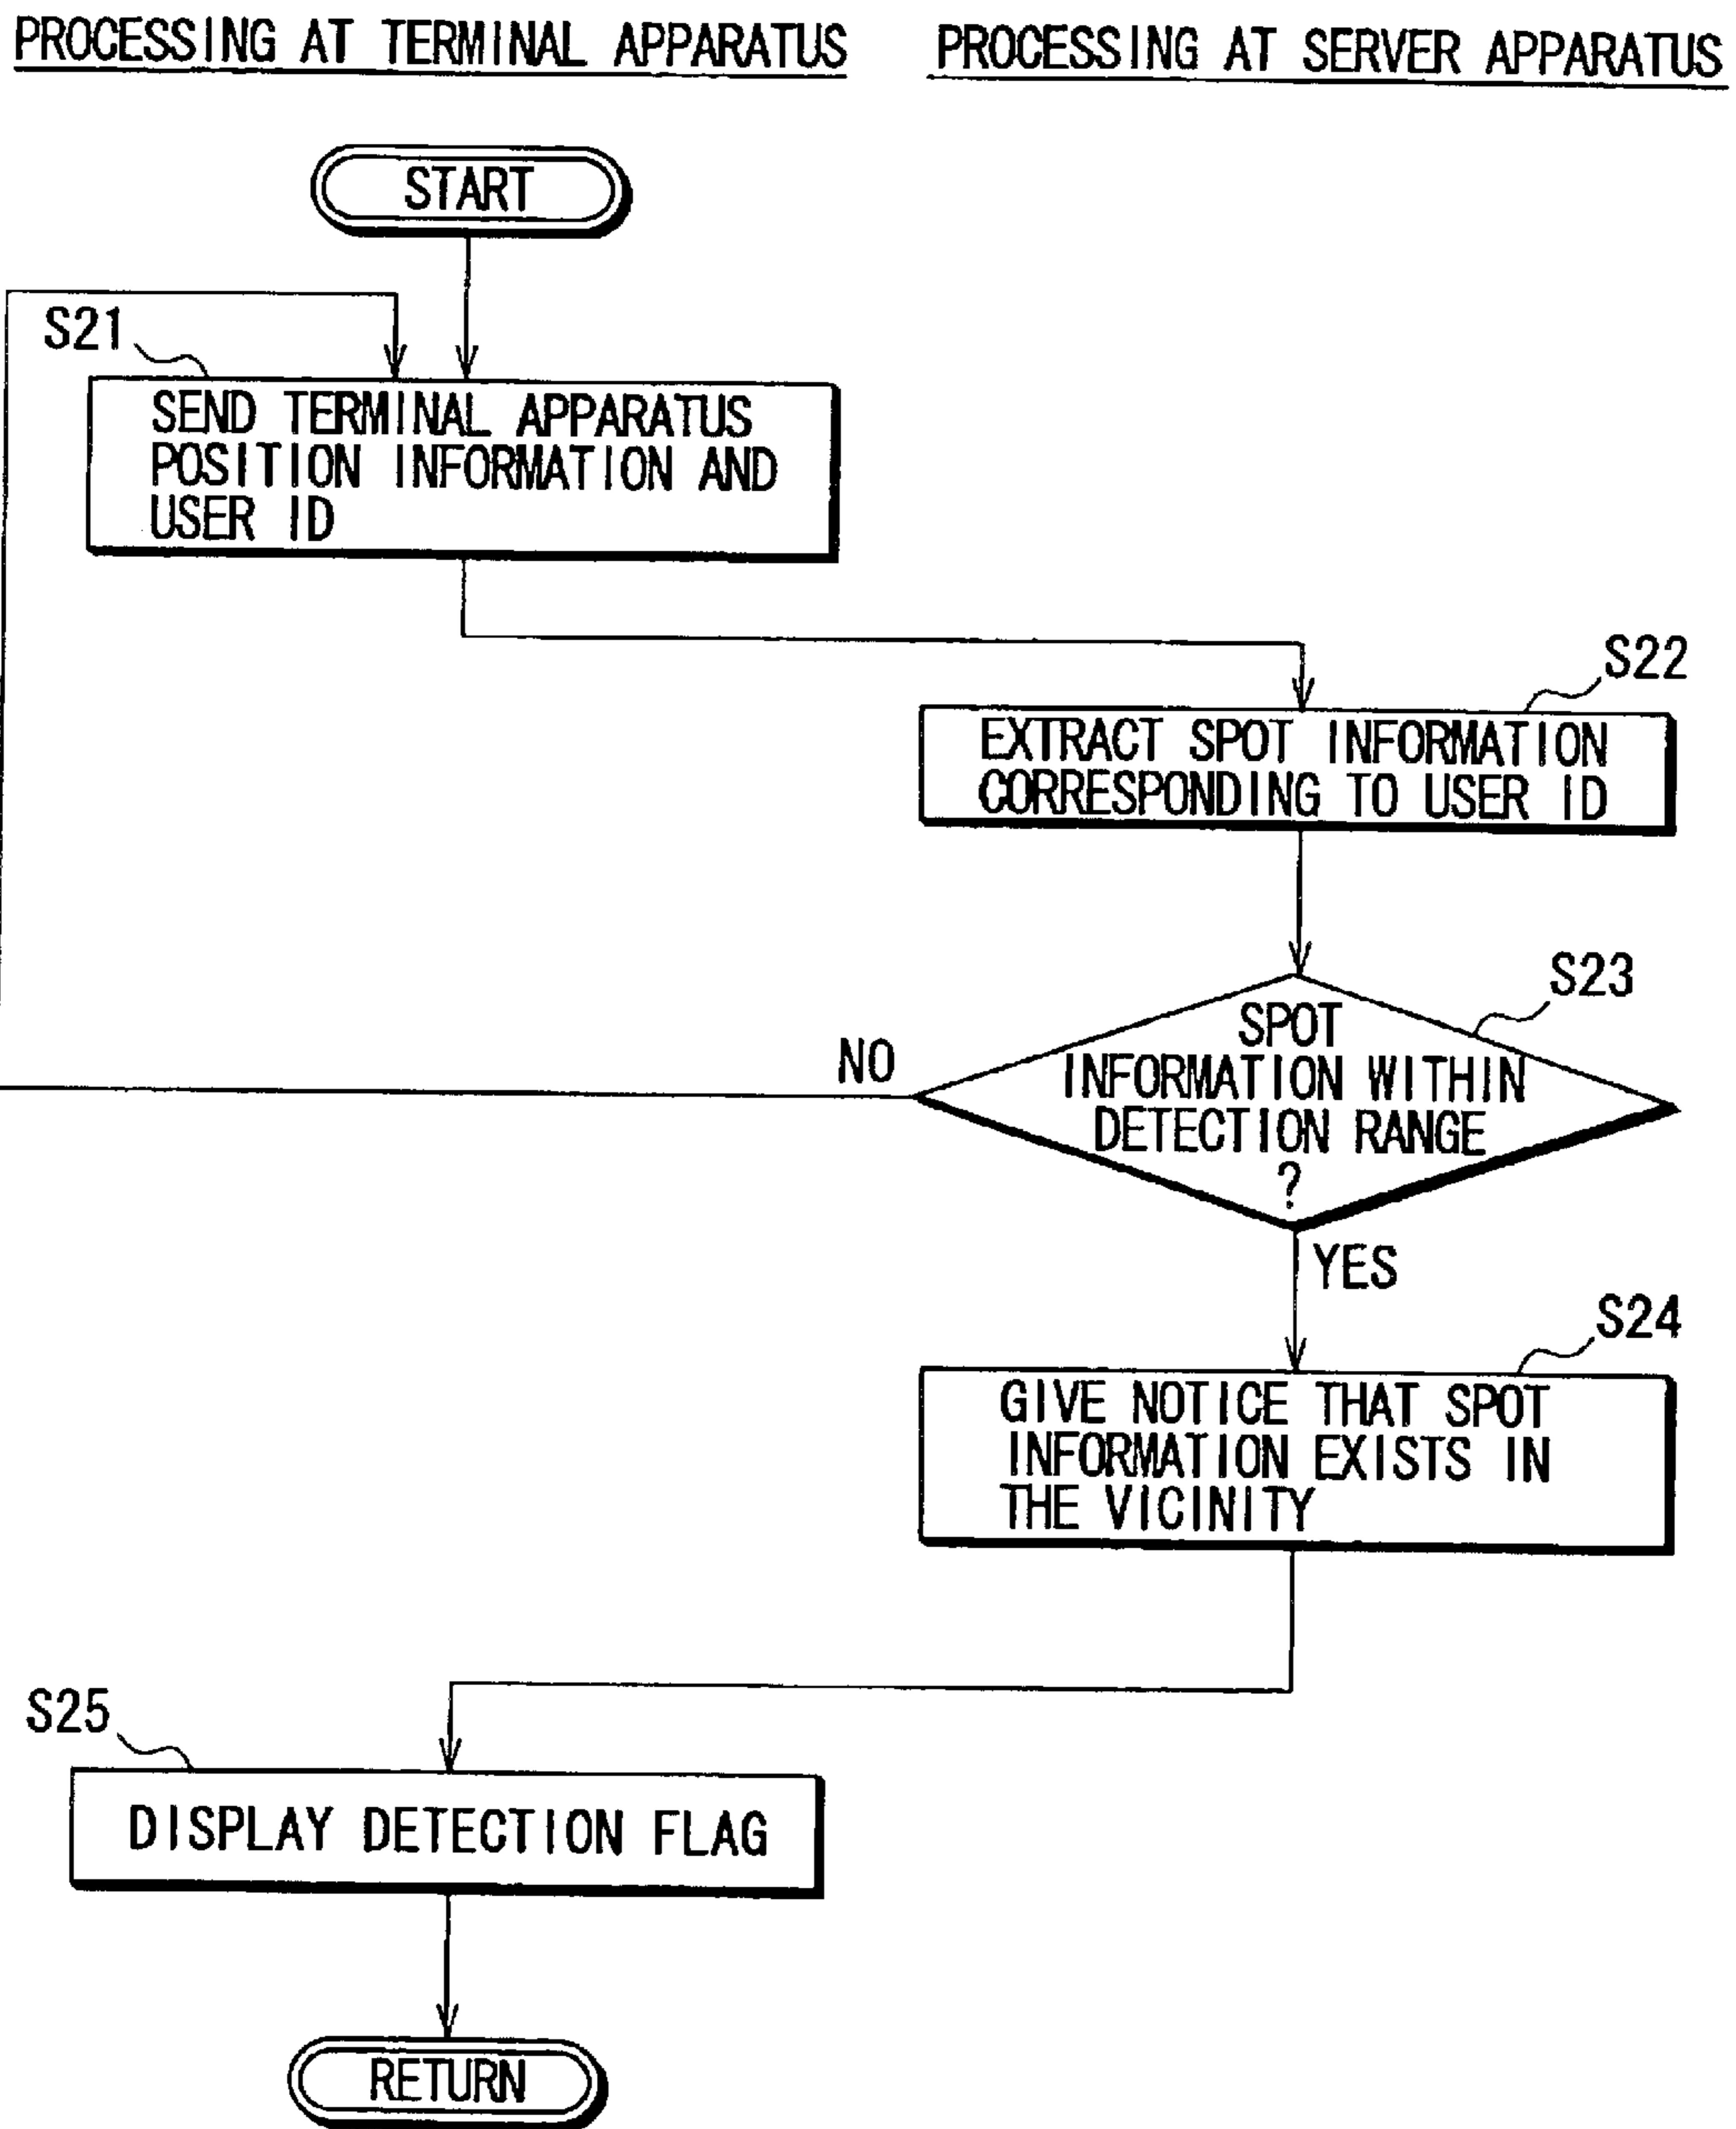 PROCESSING AT TERMINAL APPARATUS
PROCESSING AT SERVER APPARATUS
START
S21
SEND TERMINAL APPARATUS
POSITION INFORMATION AND
USER ID
S22
EXTRACT SPOT INFORMATION
CORRESPONDING TO USER ID
S23
SPOT
INFORMATION WITHIN
DETECTION RANGE
?
NO
YES
S24
GIVE NOTICE THAT SPOT
INFORMATION EXISTS IN
THE VICINITY
S25
DISPLAY DETECTION FLAG
RETURN